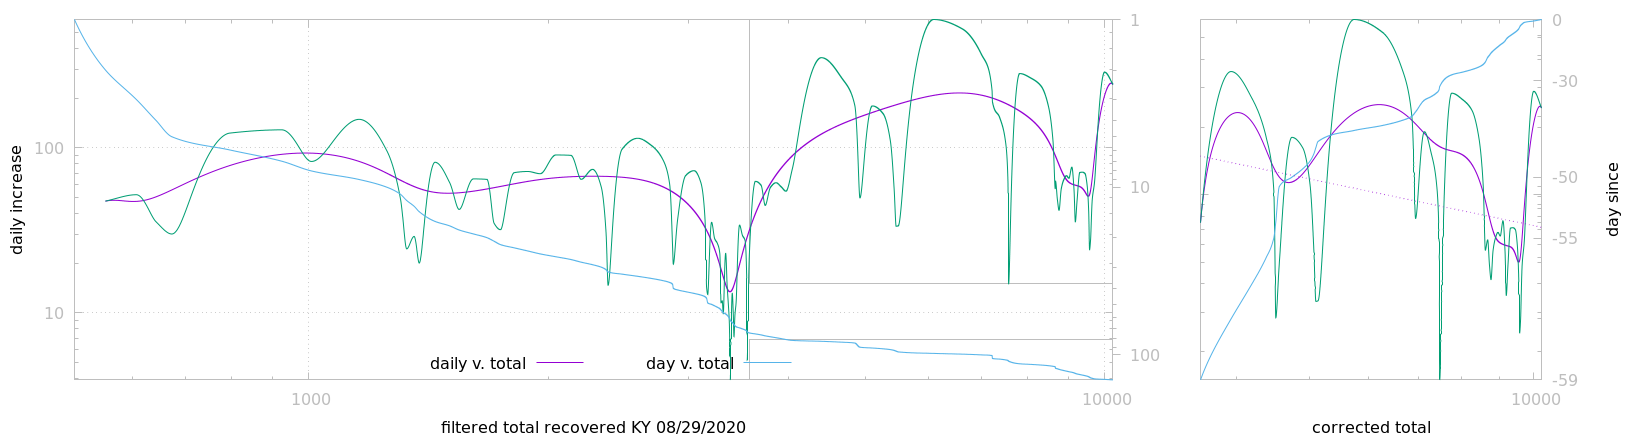 daily increase
100
10
1000
10000
1
10
100
daily v. total
day v. total
filtered total recovered KY 08/29/2020
0
-30
-50
-55
-59
day since
10000
corrected total